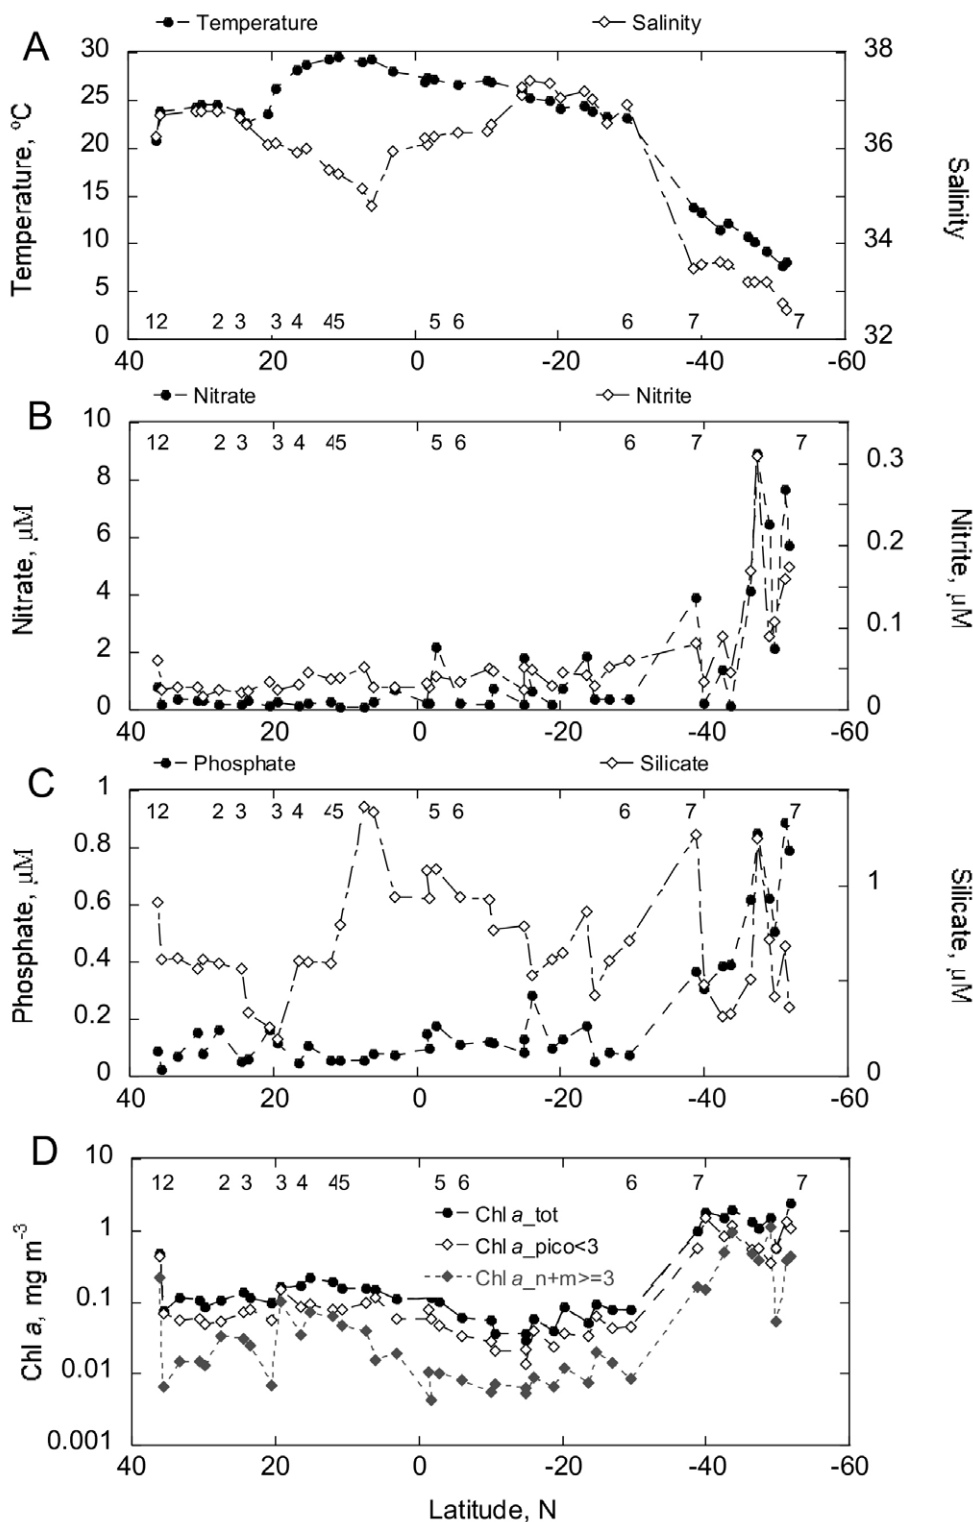 A
Temperature
Salinity
Temperature, ºC
30
25
20
15
10
5
0
38
36
34
32
Salinity
12 2 3 3 4 45 5 6 6 7 7
40 20 0 -20 -40 -60
B
Nitrate
Nitrite
Nitrate, µM
10
8
6
4
2
0
0.3
0.2
0.1
0
Nitrite, µM
12 2 3 3 4 45 5 6 6 7 7
40 20 0 -20 -40 -60
C
Phosphate
Silicate
Phosphate, µM
1
0.8
0.6
0.4
0.2
0
1
0
Silicate, µM
12 2 3 3 4 45 5 6 6 7 7
40 20 0 -20 -40 -60
D
Chl a, mg m⁻³
10
1
0.1
0.01
0.001
12 2 3 3 4 45 5 6 6 7 7
Chl a_tot
Chl a_pico<3
Chl a_n+m>=3
40 20 0 -20 -40 -60
Latitude, N